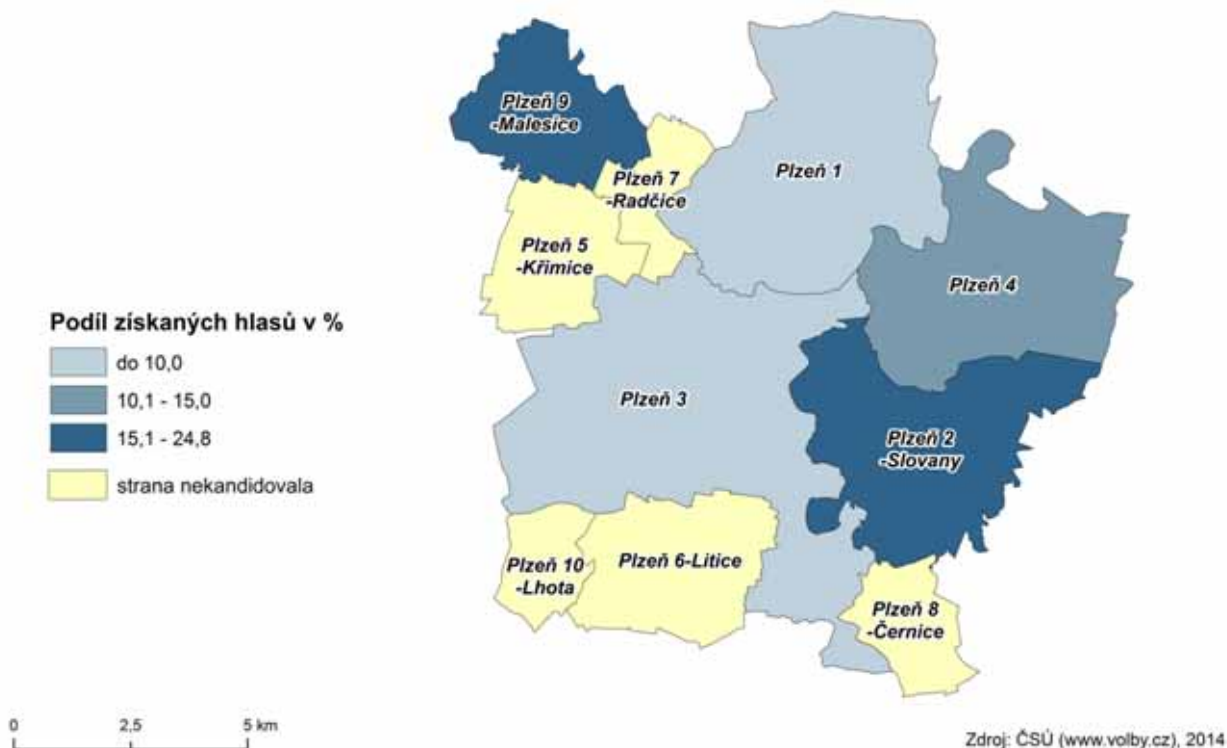 Plzeň 9
-Malesice
Plzeň 7
-Radčice
Plzeň 1
Plzeň 5
-Křimice
Plzeň 4
Podíl získaných hlasů v %
do 10,0
10,1 - 15,0
15,1 - 24,8
strana nekandidovala
Plzeň 3
Plzeň 2
-Slovany
Plzeň 10
-Lhota
Plzeň 6-Litice
Plzeň 8
-Černice
0 2,5 5 km
Zdroj: ČSÚ (www.volby.cz), 2014